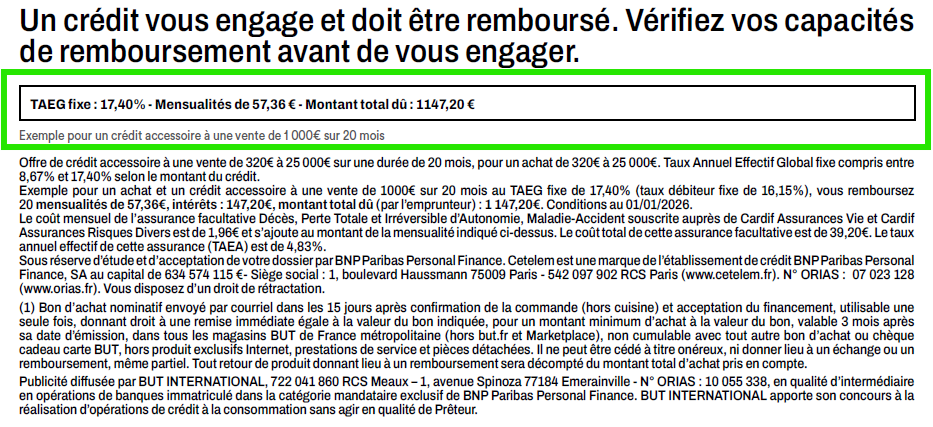 Un crédit vous engage et doit être remboursé. Vérifiez vos capacités
de remboursement avant de vous engager.
TAEG fixe : 17,40% - Mensualités de 57,36 € - Montant total dû : 1147,20 €
Exemple pour un crédit accessoire à une vente de 1 000€ sur 20 mois
Offre de crédit accessoire à une vente de 320€ à 25 000€ sur une durée de 20 mois, pour un achat de 320€ à 25 000€. Taux Annuel Effectif Global fixe compris entre
8,67% et 17,40% selon le montant du crédit.
Exemple pour un achat et un crédit accessoire à une vente de 1000€ sur 20 mois au TAEG fixe de 17,40% (taux débiteur fixe de 16,15%), vous remboursez
20 mensualités de 57,36€, intérêts : 147,20€, montant total dû (par l'emprunteur) : 1 147,20€. Conditions au 01/01/2026.
Le coût mensuel de l'assurance facultative Décès, Perte Totale et Irréversible d'Autonomie, Maladie-Accident souscrite auprès de Cardif Assurances Vie et Cardif
Assurances Risques Divers est de 1,96€ et s'ajoute au montant de la mensualité indiqué ci-dessus. Le coût total de cette assurance facultative est de 39,20€. Le taux
annuel effectif de cette assurance (TAEA) est de 4,83%.
Sous réserve d'étude et d'acceptation de votre dossier par BNP Paribas Personal Finance. Cetelem est une marque de l'établissement de crédit BNP Paribas Personal
Finance, SA au capital de 634 574 115 €- Siège social : 1, boulevard Haussmann 75009 Paris - 542 097 902 RCS Paris (www.cetelem.fr). N° ORIAS : 07 023 128
(www.orias.fr). Vous disposez d'un droit de rétractation.
(1) Bon d'achat nominatif envoyé par courriel dans les 15 jours après confirmation de la commande (hors cuisine) et acceptation du financement, utilisable une
seule fois, donnant droit à une remise immédiate égale à la valeur du bon indiquée, pour un montant minimum d'achat à la valeur du bon, valable 3 mois après
sa date d'émission, dans tous les magasins BUT de France métropolitaine (hors but.fr et Marketplace), non cumulable avec tout autre bon d'achat ou chèque
cadeau carte BUT, hors produit exclusifs Internet, prestations de service et pièces détachées. Il ne peut être cédé à titre onéreux, ni donner lieu à un échange ou un
remboursement, même partiel. Tout retour de produit donnant lieu à un remboursement sera décompté du montant total d'achat pris en compte.
Publicité diffusée par BUT INTERNATIONAL, 722 041 860 RCS Meaux – 1, avenue Spinoza 77184 Emerainville - N° ORIAS : 10 055 338, en qualité d'intermédiaire
en opérations de banques immatriculé dans la catégorie mandataire exclusif de BNP Paribas Personal Finance. BUT INTERNATIONAL apporte son concours à la
réalisation d'opérations de crédit à la consommation sans agir en qualité de Prêteur.